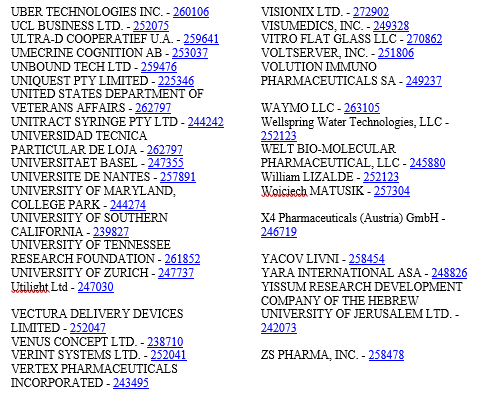 UBER TECHNOLOGIES INC. - 260106
UCL BUSINESS LTD. - 252075
ULTRA-D COOPERATIEF U.A. - 259641
UMECRINE COGNITION AB - 253037
UNBOUND TECH LTD - 259476
UNIQUEST PTY LIMITED - 225346
UNITED STATES DEPARTMENT OF
VETERANS AFFAIRS - 262797
UNITRACT SYRINGE PTY LTD - 244242
UNIVERSIDAD TECNICA
PARTICULAR DE LOJA - 262797
UNIVERSITAET BASEL - 247355
UNIVERSITE DE NANTES - 257891
UNIVERSITY OF MARYLAND,
COLLEGE PARK - 244274
UNIVERSITY OF SOUTHERN
CALIFORNIA - 239827
UNIVERSITY OF TENNESSEE
RESEARCH FOUNDATION - 261852
UNIVERSITY OF ZURICH - 247737
Utilight Ltd - 247030
VECTURA DELIVERY DEVICES
LIMITED - 252047
VENUS CONCEPT LTD. - 238710
VERINT SYSTEMS LTD. - 252041
VERTEX PHARMACEUTICALS
INCORPORATED - 243495
VISIONIX LTD. - 272902
VISUMEDICS, INC. - 249328
VITRO FLAT GLASS LLC - 270862
VOLTSERVER, INC. - 251806
VOLUTION IMMUNO
PHARMACEUTICALS SA - 249237
WAYMO LLC - 263105
Wellspring Water Technologies, LLC -
252123
WELT BIO-MOLECULAR
PHARMACEUTICAL, LLC - 245880
William LIZALDE - 252123
Wojciech MATUSIK - 257304
X4 Pharmaceuticals (Austria) GmbH -
246719
YACOV LIVNI - 258454
YARA INTERNATIONAL ASA - 248826
YISSUM RESEARCH DEVELOPMENT
COMPANY OF THE HEBREW
UNIVERSITY OF JERUSALEM LTD. -
242073
ZS PHARMA, INC. - 258478